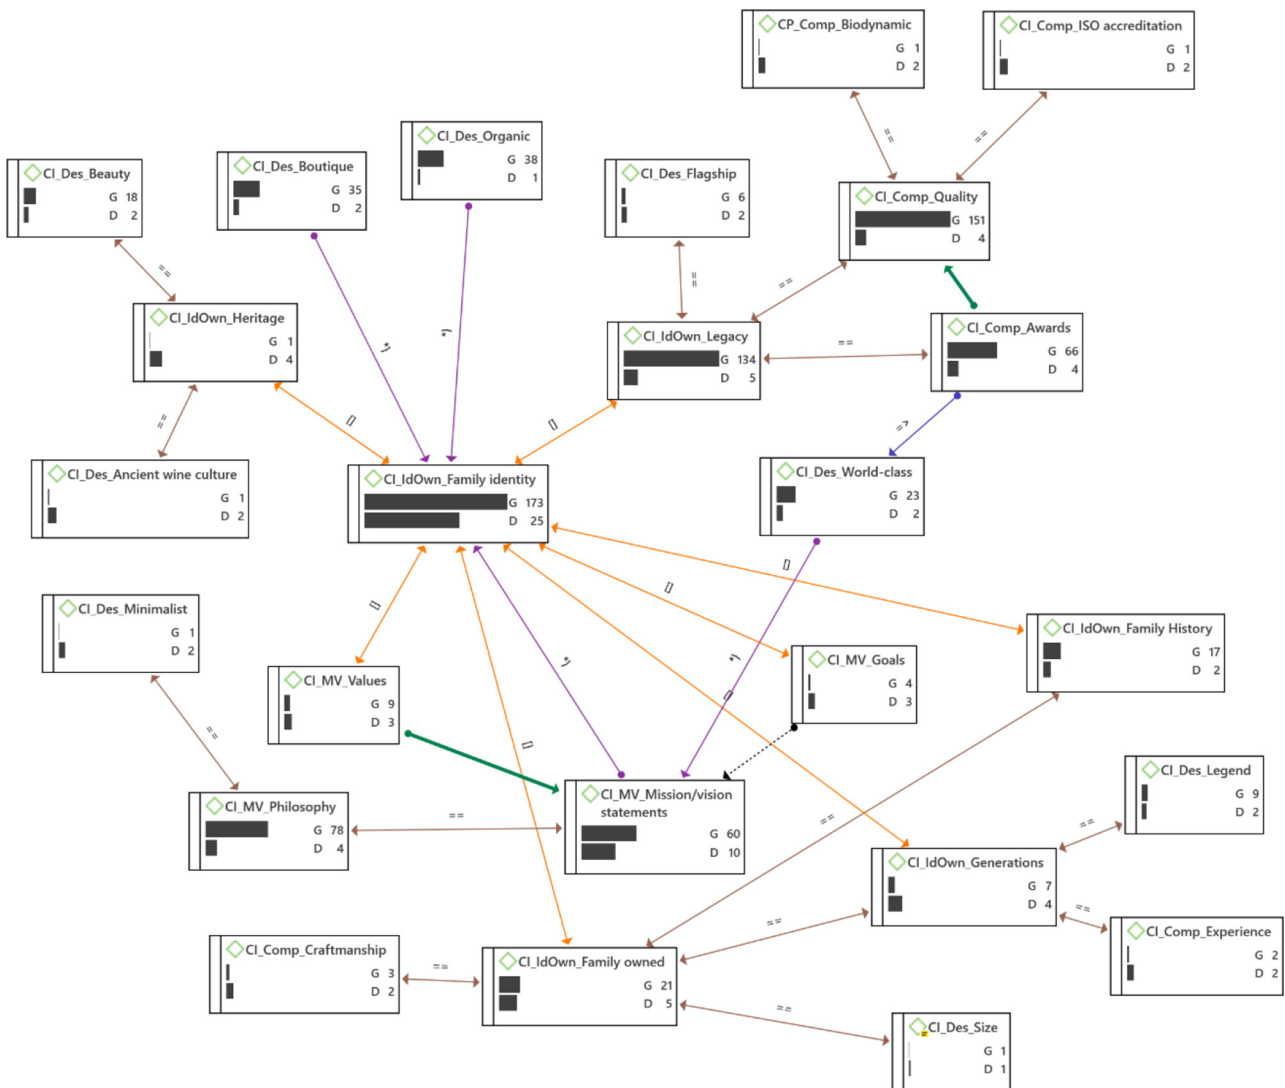 CP_Comp_Biodynamic
G 1
D 2
CI_Comp_ISO accreditation
G 1
D 2
CI_Des_Organic
G 38
D 1
CI_Des_Boutique
G 35
D 2
CI_Des_Beauty
G 18
D 2
CI_Des_Flagship
G 6
D 2
==
==
CI_Comp_Quality
G 151
D 4
==
==
==
CI_IdOwn_Heritage
G 1
D 4
*}
*}
CI_IdOwn_Legacy
G 134
D 5
==
CI_Comp_Awards
G 66
D 4
==
[]
[]
=>
CI_Des_Ancient wine culture
G 1
D 2
CI_IdOwn_Family identity
G 173
D 25
CI_Des_World-class
G 23
D 2
[]
[]
[]
CI_Des_Minimalist
G 1
D 2
CI_IdOwn_Family History
G 17
D 2
CI_MV_Values
G 9
D 3
*}
*}
CI_MV_Goals
G 4
D 3
[]
[]
==
CI_MV_Philosophy
G 78
D 4
==
CI_MV_Mission/vision
statements
G 60
D 10
==
CI_Des_Legend
G 9
D 2
==
CI_IdOwn_Generations
G 7
D 4
==
CI_Comp_Experience
G 2
D 2
==
CI_Comp_Craftmanship
G 3
D 2
==
CI_IdOwn_Family owned
G 21
D 5
==
CI_Des_Size
G 1
D 1